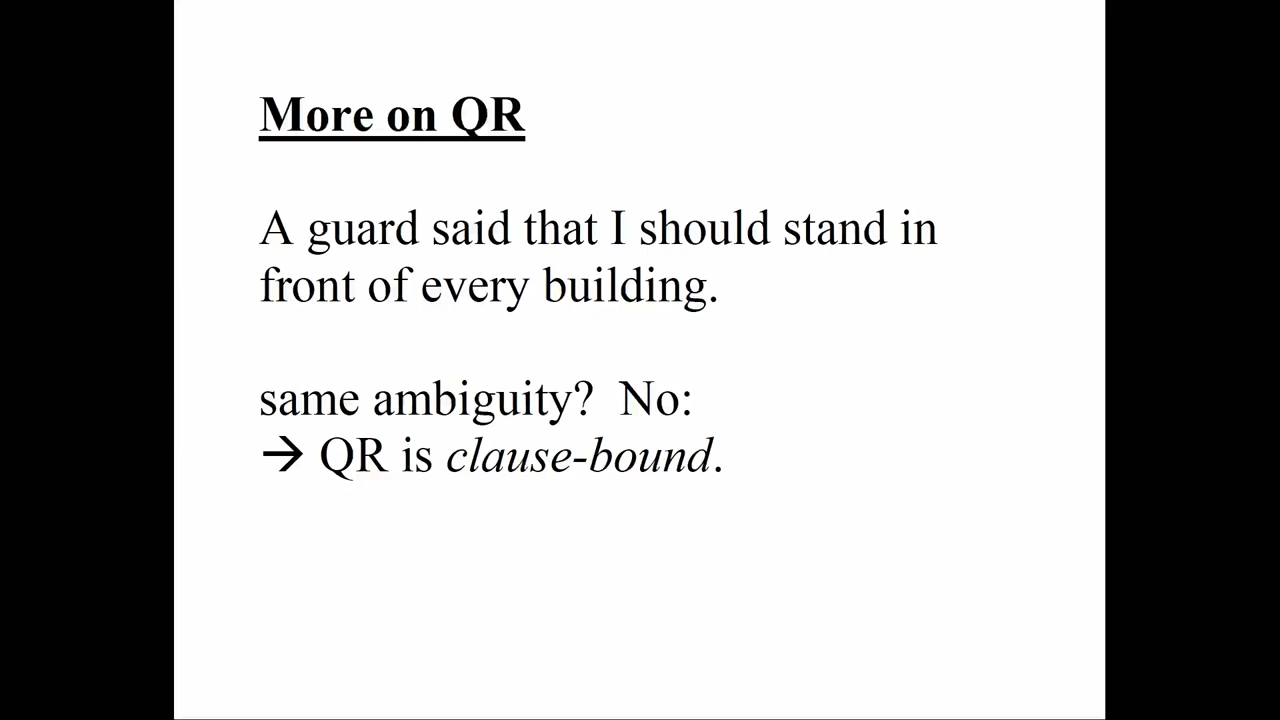 More on QR
A guard said that I should stand in
front of every building.
same ambiguity? No:
→ QR is clause-bound.